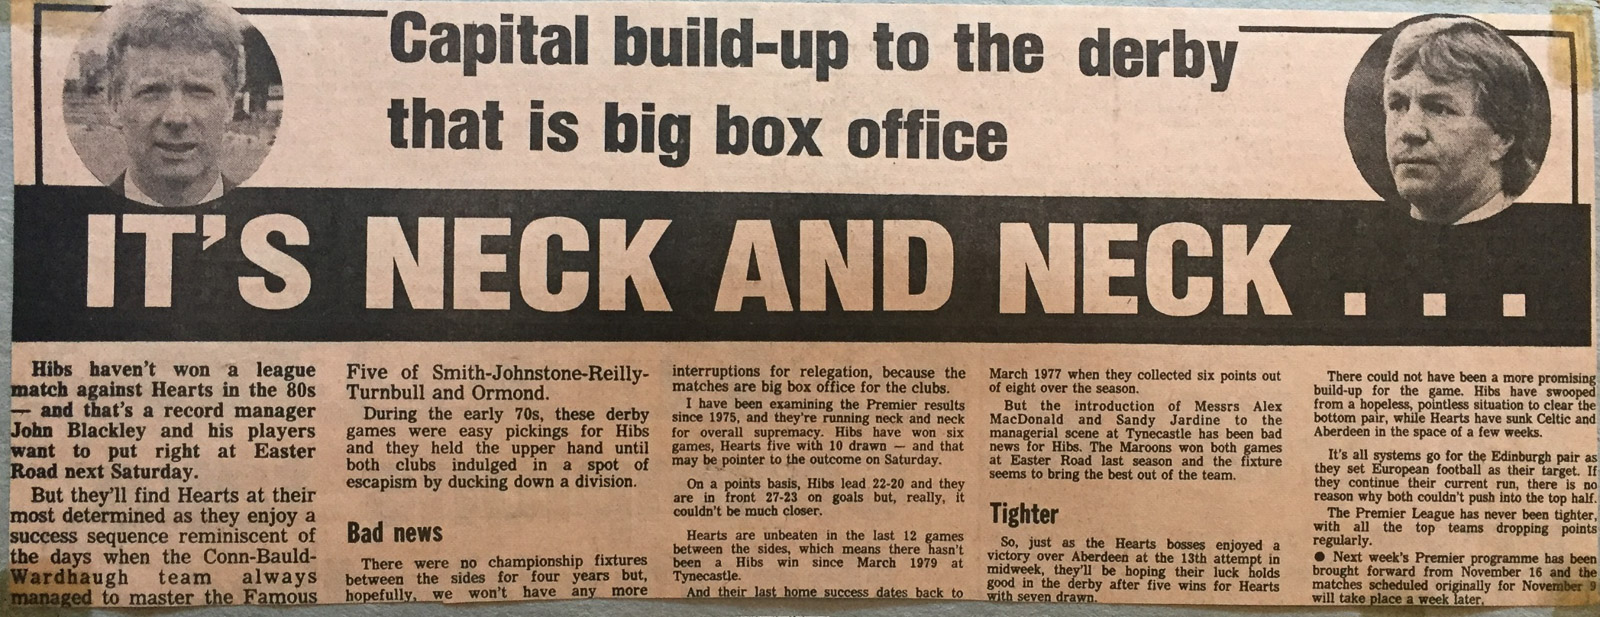 Capital build-up to the derby
that is big box office
IT'S NECK AND NECK . . .
Hibs haven't won a league
match against Hearts in the 80s
— and that's a record manager
John Blackley and his players
want to put right at Easter
Road next Saturday.
But they'll find Hearts at their
most determined as they enjoy a
success sequence reminiscent of
the days when the Conn-Bauld-
Wardhaugh team always
managed to master the Famous
Five of Smith-Johnstone-Reilly-
Turnbull and Ormond.
During the early 70s, these derby
games were easy pickings for Hibs
and they held the upper hand until
both clubs indulged in a spot of
escapism by ducking down a division.
Bad news
There were no championship fixtures
between the sides for four years but,
hopefully, we won't have any more
interruptions for relegation, because the
matches are big box office for the clubs.
I have been examining the Premier results
since 1975, and they're running neck and neck
for overall supremacy. Hibs have won six
games, Hearts five with 10 drawn — and that
may be pointer to the outcome on Saturday.
On a points basis, Hibs lead 22-20 and they
are in front 27-23 on goals but, really, it
couldn't be much closer.
Hearts are unbeaten in the last 12 games
between the sides, which means there hasn't
been a Hibs win since March 1979 at
Tynecastle.
And their last home success dates back to
March 1977 when they collected six points out
of eight over the season.
But the introduction of Messrs Alex
MacDonald and Sandy Jardine to the
managerial scene at Tynecastle has been bad
news for Hibs. The Maroons won both games
at Easter Road last season and the fixture
seems to bring the best out of the team.
Tighter
So, just as the Hearts bosses enjoyed a
victory over Aberdeen at the 13th attempt in
midweek, they'll be hoping their luck holds
good in the derby after five wins for Hearts
with seven drawn.
There could not have been a more promising
build-up for the game. Hibs have swooped
from a hopeless, pointless situation to clear the
bottom pair, while Hearts have sunk Celtic and
Aberdeen in the space of a few weeks.
It's all systems go for the Edinburgh pair as
they set European football as their target. If
they continue their current run, there is no
reason why both couldn't push into the top half.
The Premier League has never been tighter,
with all the top teams dropping points
regularly.
● Next week's Premier programme has been
brought forward from November 16 and the
matches scheduled originally for November 9
will take place a week later.